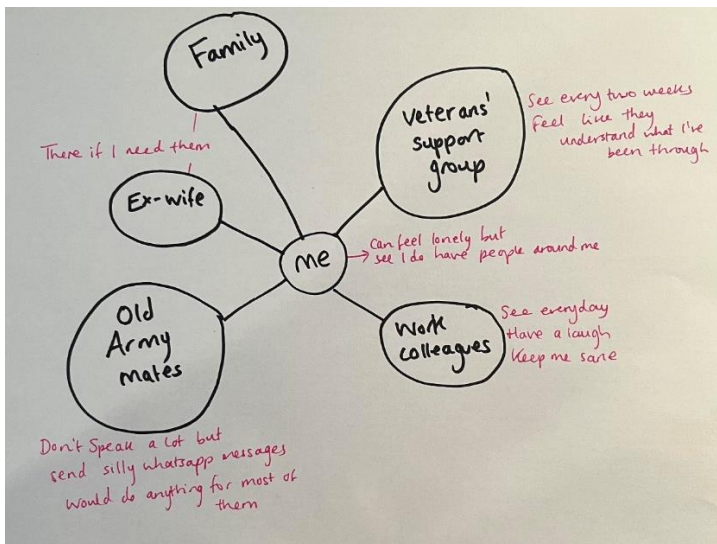 Family
There if I need them
Ex-wife
Veterans'
support
group
See every two weeks
Feel like they
understand what I've
been through
me
Can feel lonely but
see I do have people around me
Old
Army
mates
Don't speak a lot but
send silly whatsapp messages
would do anything for most of
them
Work
colleagues
See everyday
Have a laugh
Keep me sane